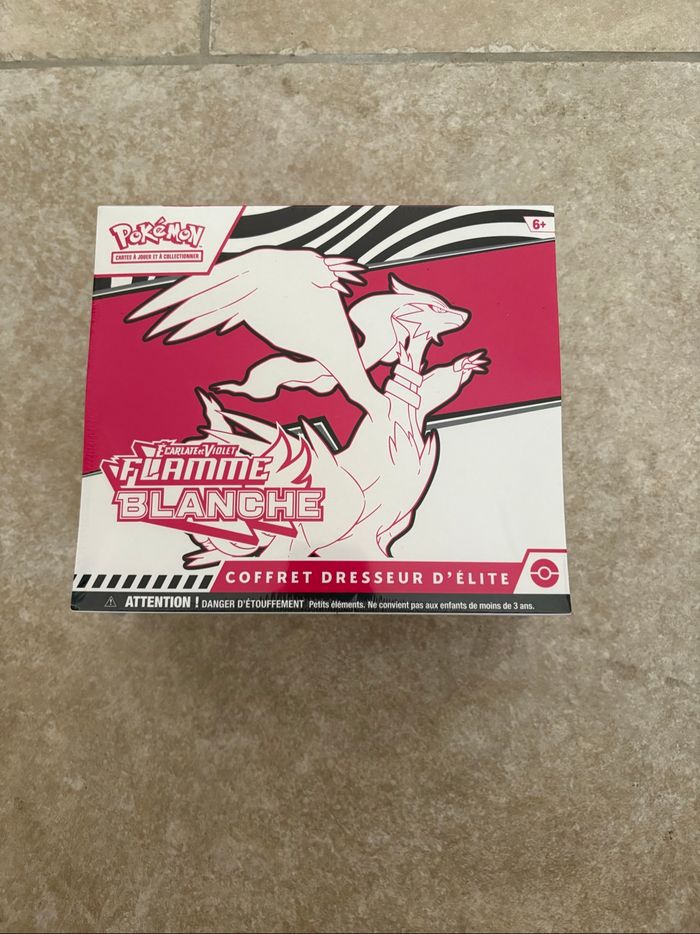 POKéMON
CARTES À JOUER ET À COLLECTIONNER
6+
ÉCARLATE ET VIOLET
FLAMME
BLANCHE
COFFRET DRESSEUR D'ÉLITE
ATTENTION ! DANGER D'ÉTOUFFEMENT Petits éléments. Ne convient pas aux enfants de moins de 3 ans.